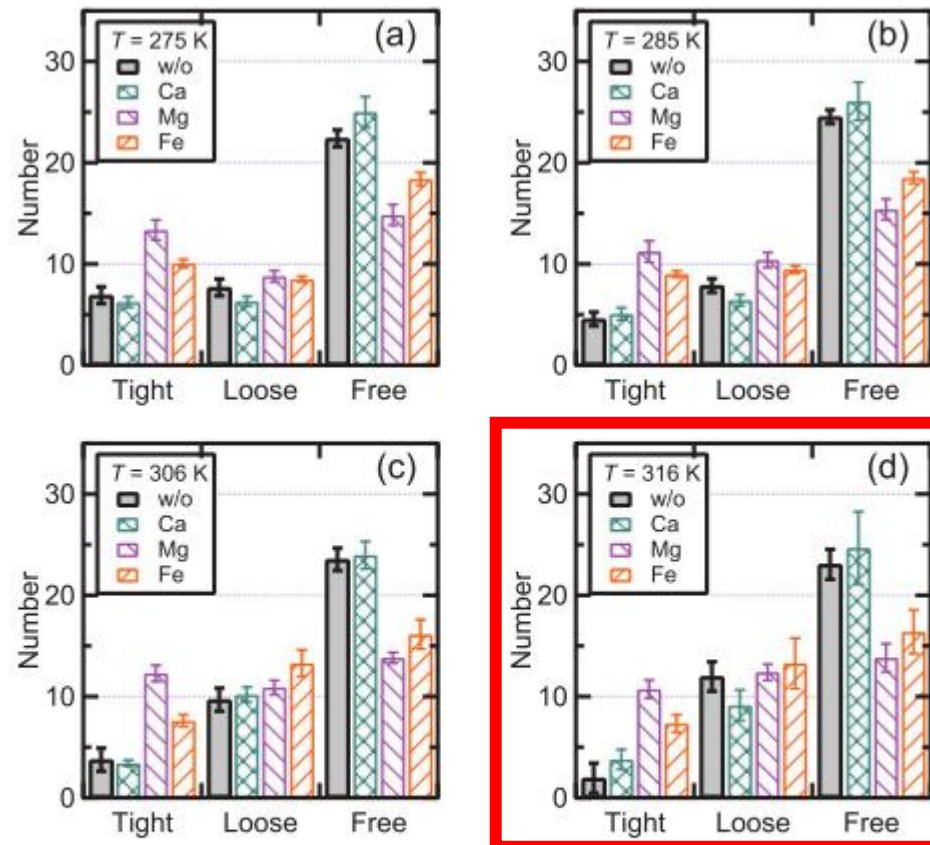 (a)
T = 275 K
w/o
Ca
Mg
Fe
30
20
10
0
Number
Tight Loose Free
(b)
T = 285 K
w/o
Ca
Mg
Fe
30
20
10
0
Number
Tight Loose Free
(c)
T = 306 K
w/o
Ca
Mg
Fe
30
20
10
0
Number
Tight Loose Free
(d)
T = 316 K
w/o
Ca
Mg
Fe
30
20
10
0
Number
Tight Loose Free